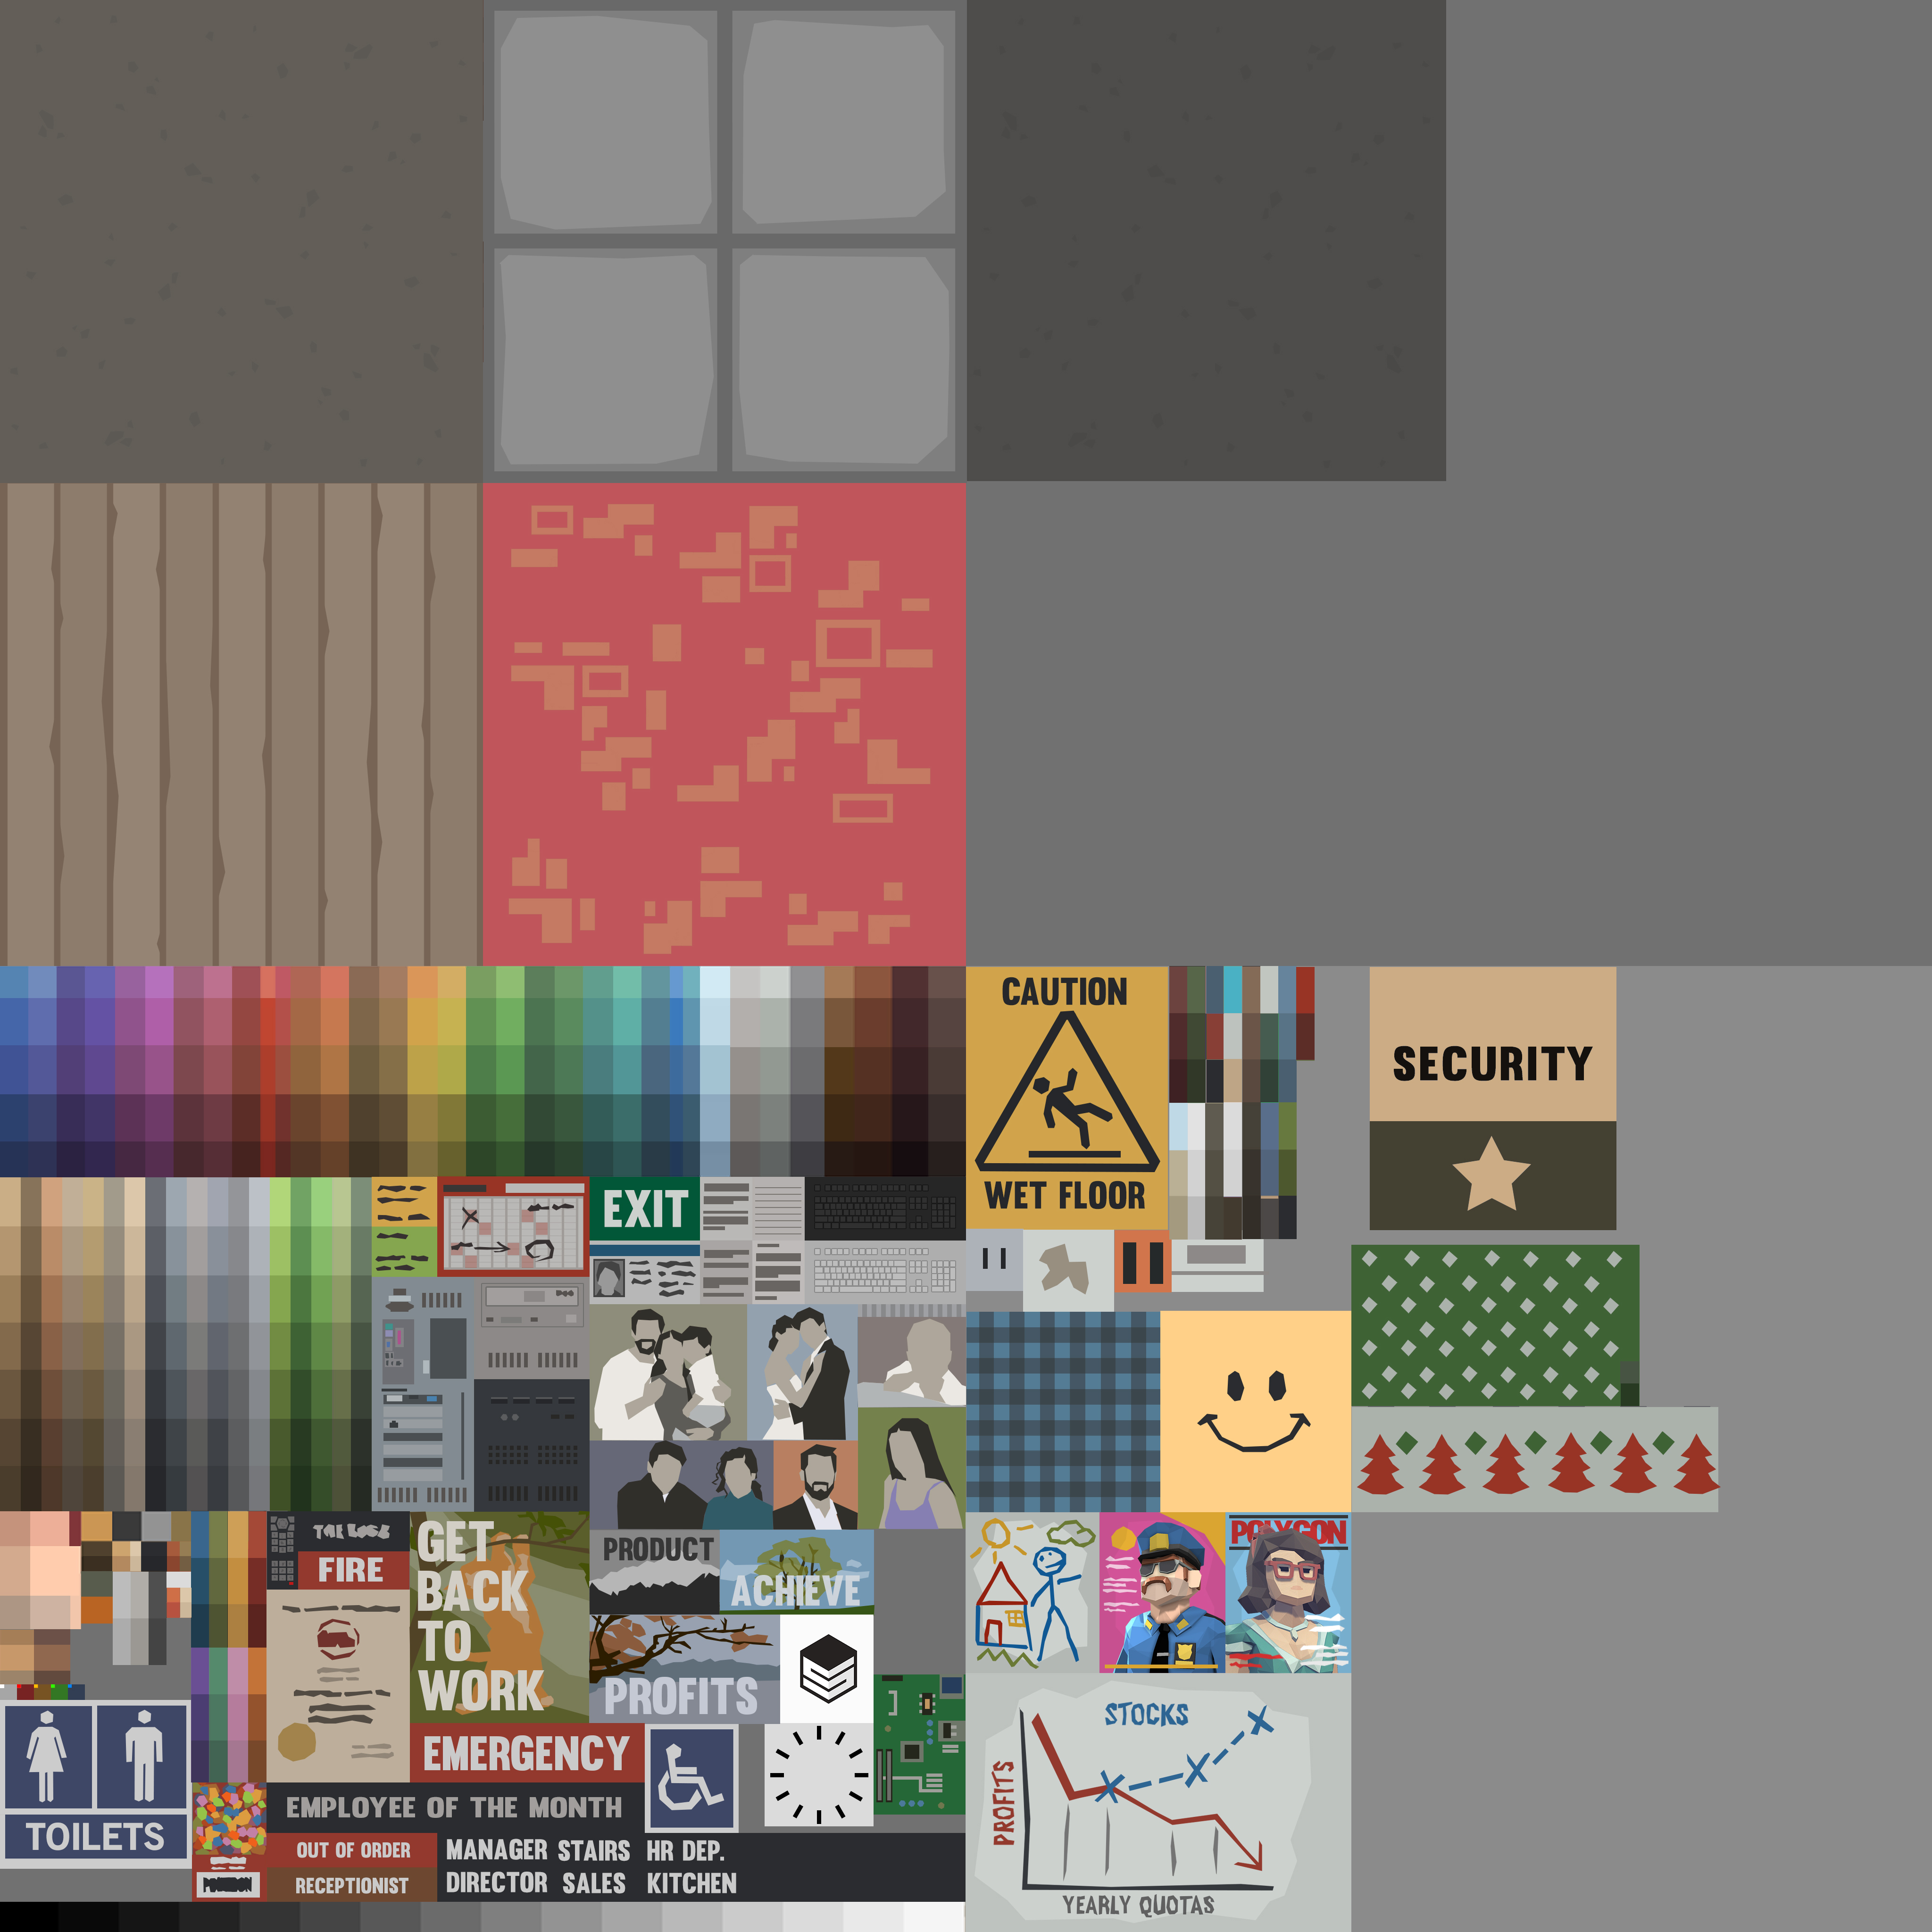 CAUTION
WET FLOOR
SECURITY
EXIT
FIRE
GET
BACK
TO
WORK
PRODUCT
ACHIEVE
PROFITS
EMERGENCY
TOILETS
EMPLOYEE OF THE MONTH
OUT OF ORDER
RECEPTIONIST
MANAGER STAIRS HR DEP.
DIRECTOR SALES KITCHEN
POLYGON
STOCKS
PROFITS
YEARLY QUOTAS